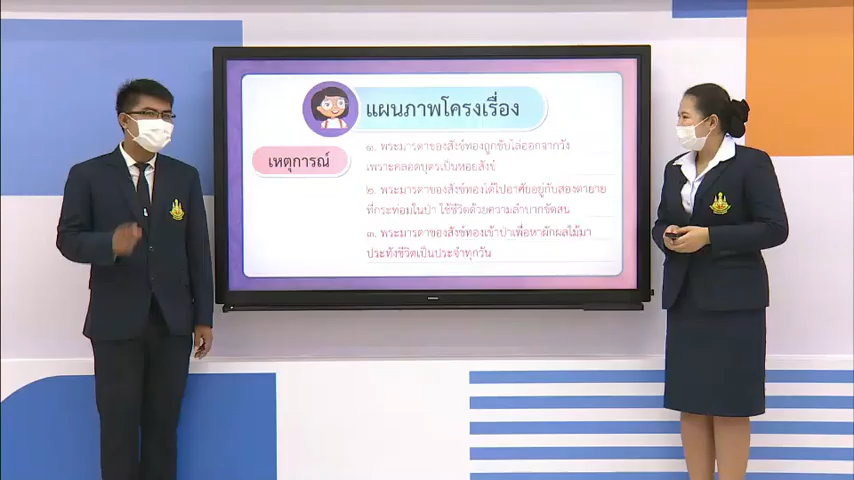 แผนภาพโครงเรื่อง
เหตุการณ์
๑. พระมารดาของสังข์ทองถูกขับไล่ออกจากวัง
เพราะคลอดบุตรเป็นหอยสังข์
๒. พระมารดาของสังข์ทองได้ไปอาศัยอยู่กับสองตายาย
ที่กระท่อมในป่า ใช้ชีวิตด้วยความลำบากขัดสน
๓. พระมารดาของสังข์ทองเข้าป่าเพื่อหาผักผลไม้มา
ประทังชีวิตเป็นประจำทุกวัน